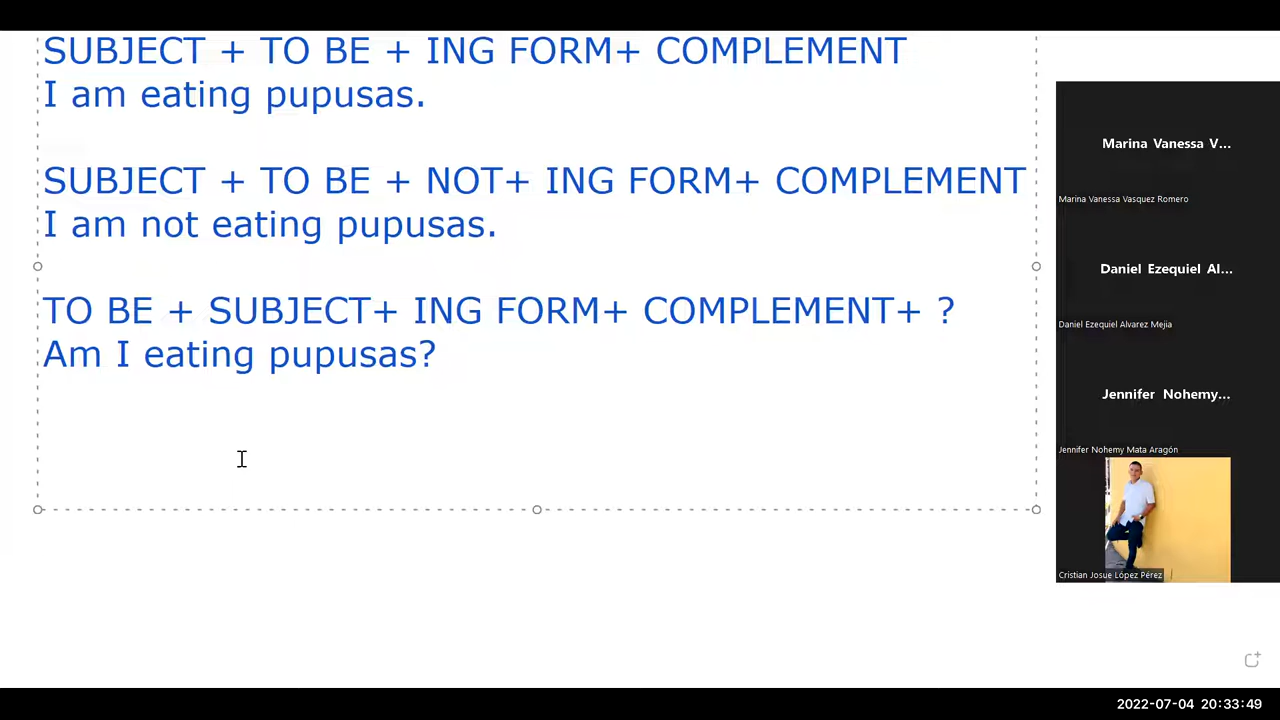 SUBJECT + TO BE + ING FORM+ COMPLEMENT
I am eating pupusas.
SUBJECT + TO BE + NOT+ ING FORM+ COMPLEMENT
I am not eating pupusas.
TO BE + SUBJECT+ ING FORM+ COMPLEMENT+ ?
Am I eating pupusas?
Marina Vanessa V...
Marina Vanessa Vasquez Romero
Daniel Ezequiel Al...
Daniel Ezequiel Alvarez Mejia
Jennifer Nohemy...
Jennifer Nohemy Mata Aragón
Cristian Josue López Pérez
2022-07-04 20:33:49